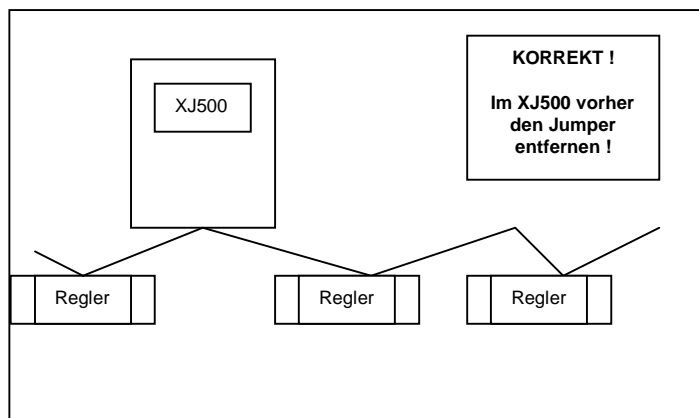 XJ500
KORREKT !
Im XJ500 vorher
den Jumper
entfernen !
Regler
Regler
Regler